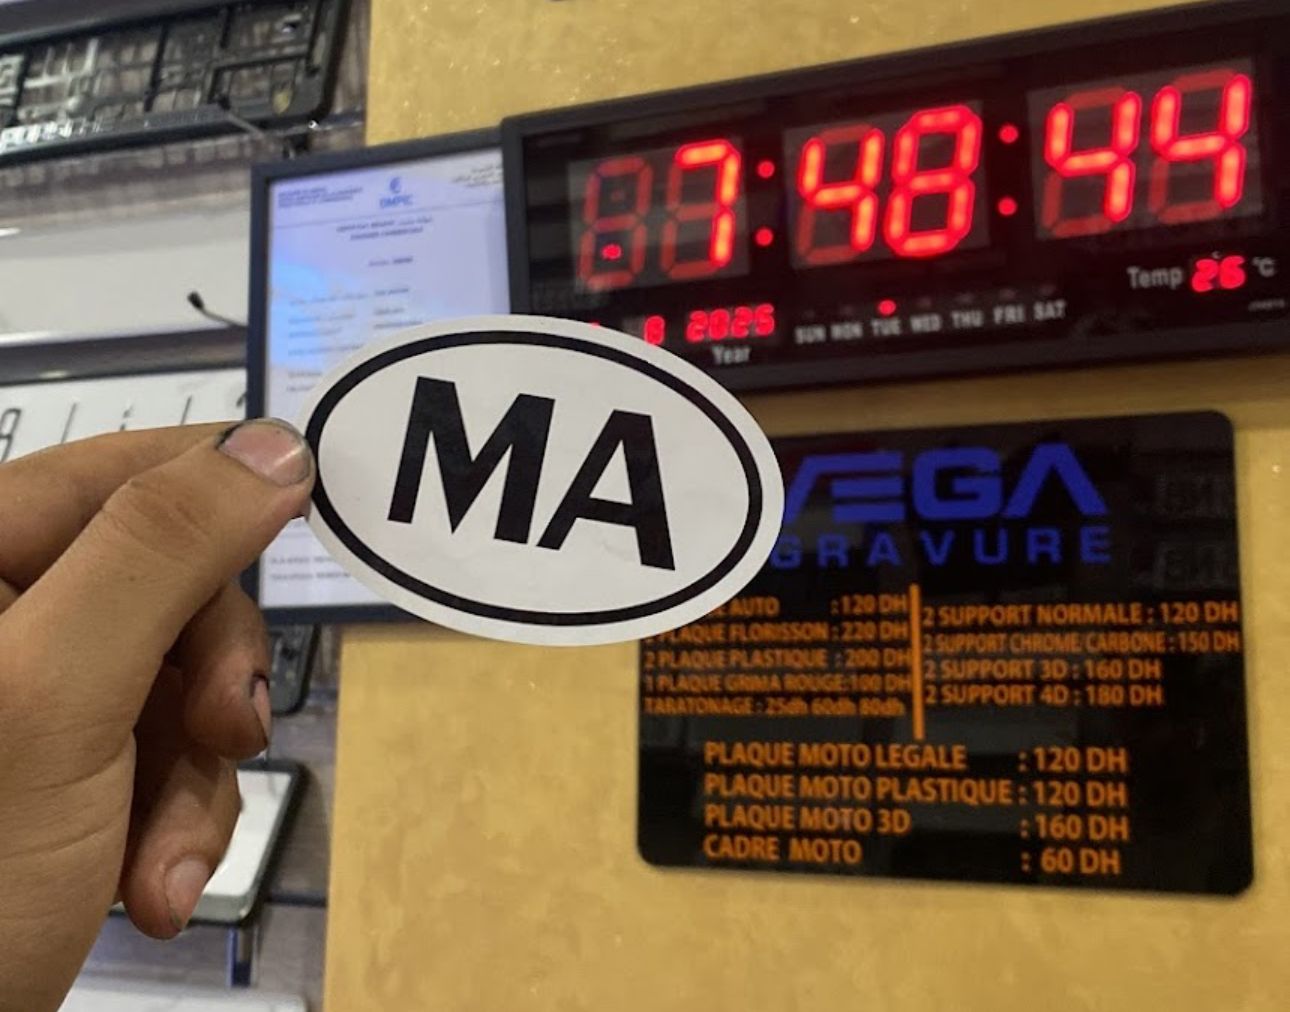 OMPIC
7:48:44
Temp 26 °C
8 2025
Year
SUN MON TUE WED THU FRI SAT
MA
VEGA
GRAVURE
AUTO : 120 DH
PLAQUE FLORISSON : 220 DH
2 PLAQUE PLASTIQUE : 200 DH
1 PLAQUE GRIMA ROUGE: 100 DH
TABATONAGE : 25dh 60dh 80dh
2 SUPPORT NORMALE : 120 DH
2 SUPPORT CHROME/CARBONE : 150 DH
2 SUPPORT 3D : 160 DH
2 SUPPORT 4D : 180 DH
PLAQUE MOTO LEGALE : 120 DH
PLAQUE MOTO PLASTIQUE : 120 DH
PLAQUE MOTO 3D : 160 DH
CADRE MOTO : 60 DH